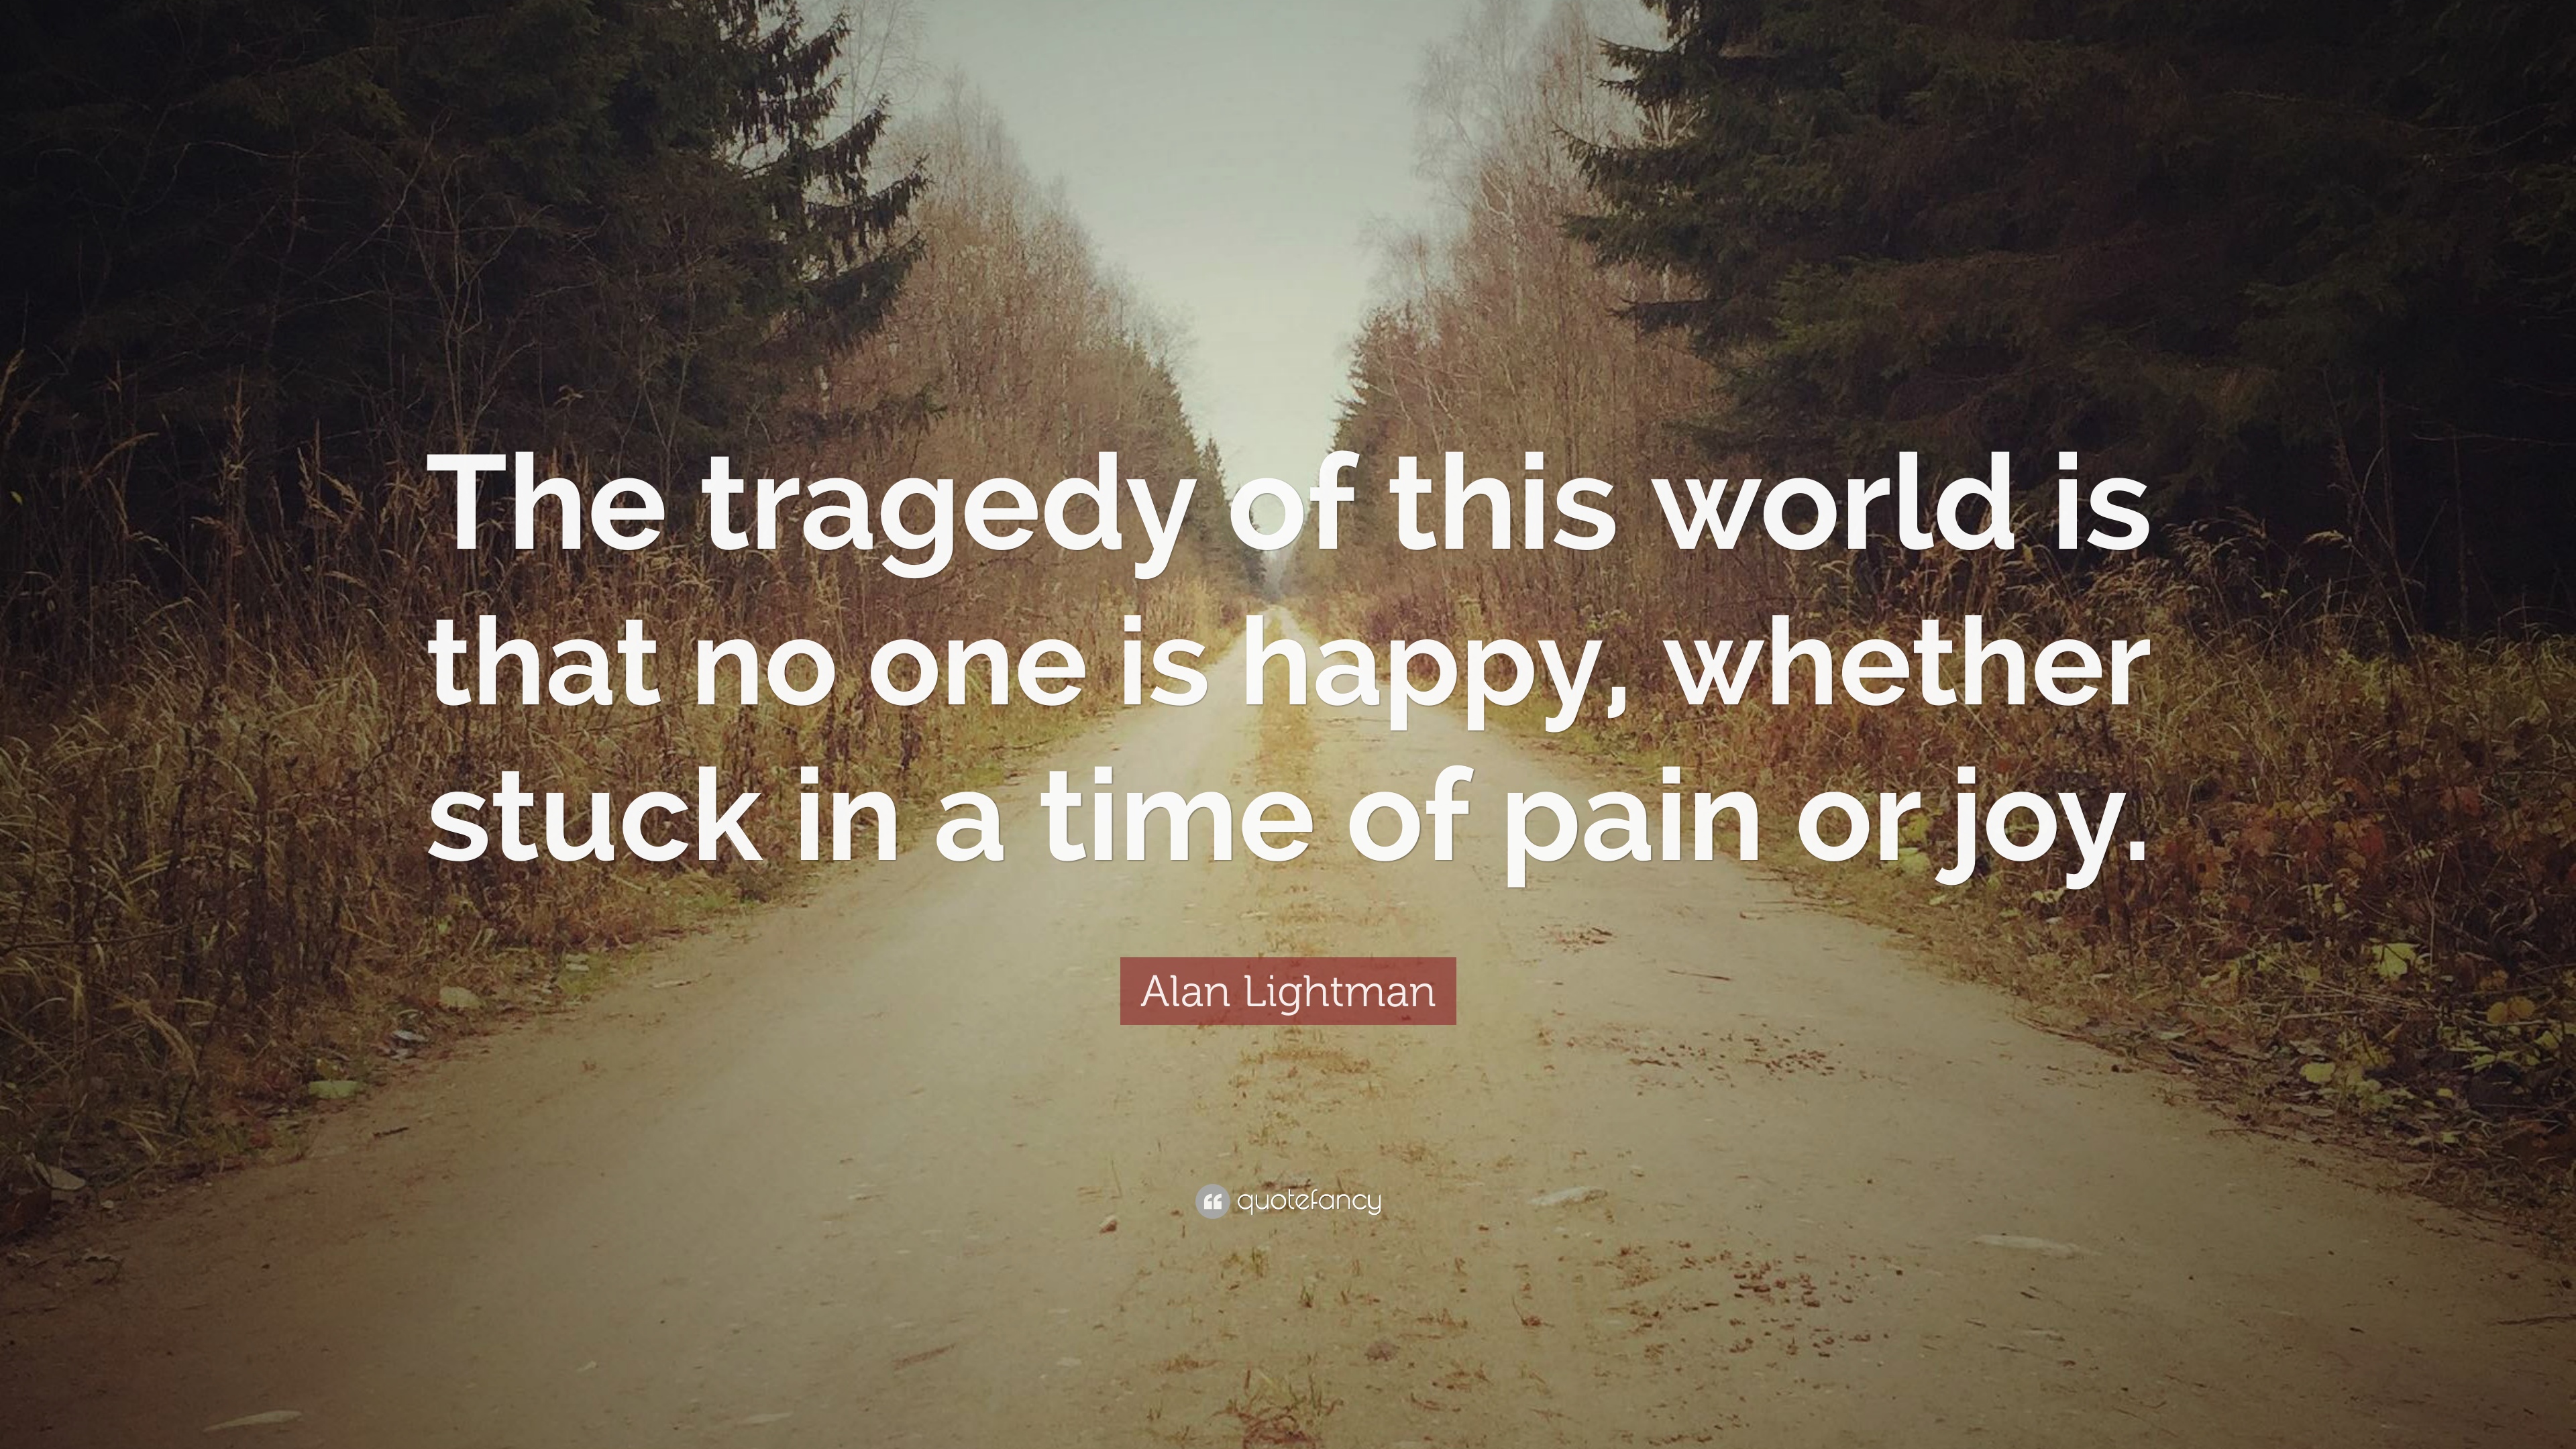 The tragedy of this world is
that no one is happy, whether
stuck in a time of pain or joy.
Alan Lightman
quotefancy